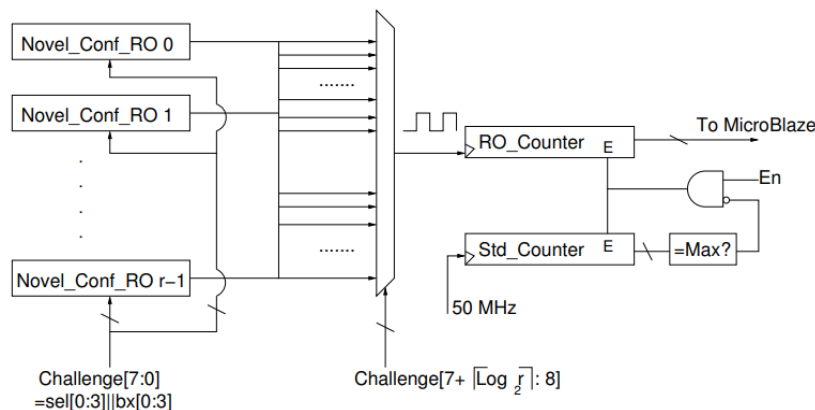 Novel_Conf_RO 0
Novel_Conf_RO 1
.......
RO_Counter
E
To MicroBlaze
En
Std_Counter
E
=Max?
.......
Novel_Conf_RO r−1
50 MHz
Challenge[7:0]
=sel[0:3]||bx[0:3]
Challenge[7+ ⌈Log₂ r⌉: 8]